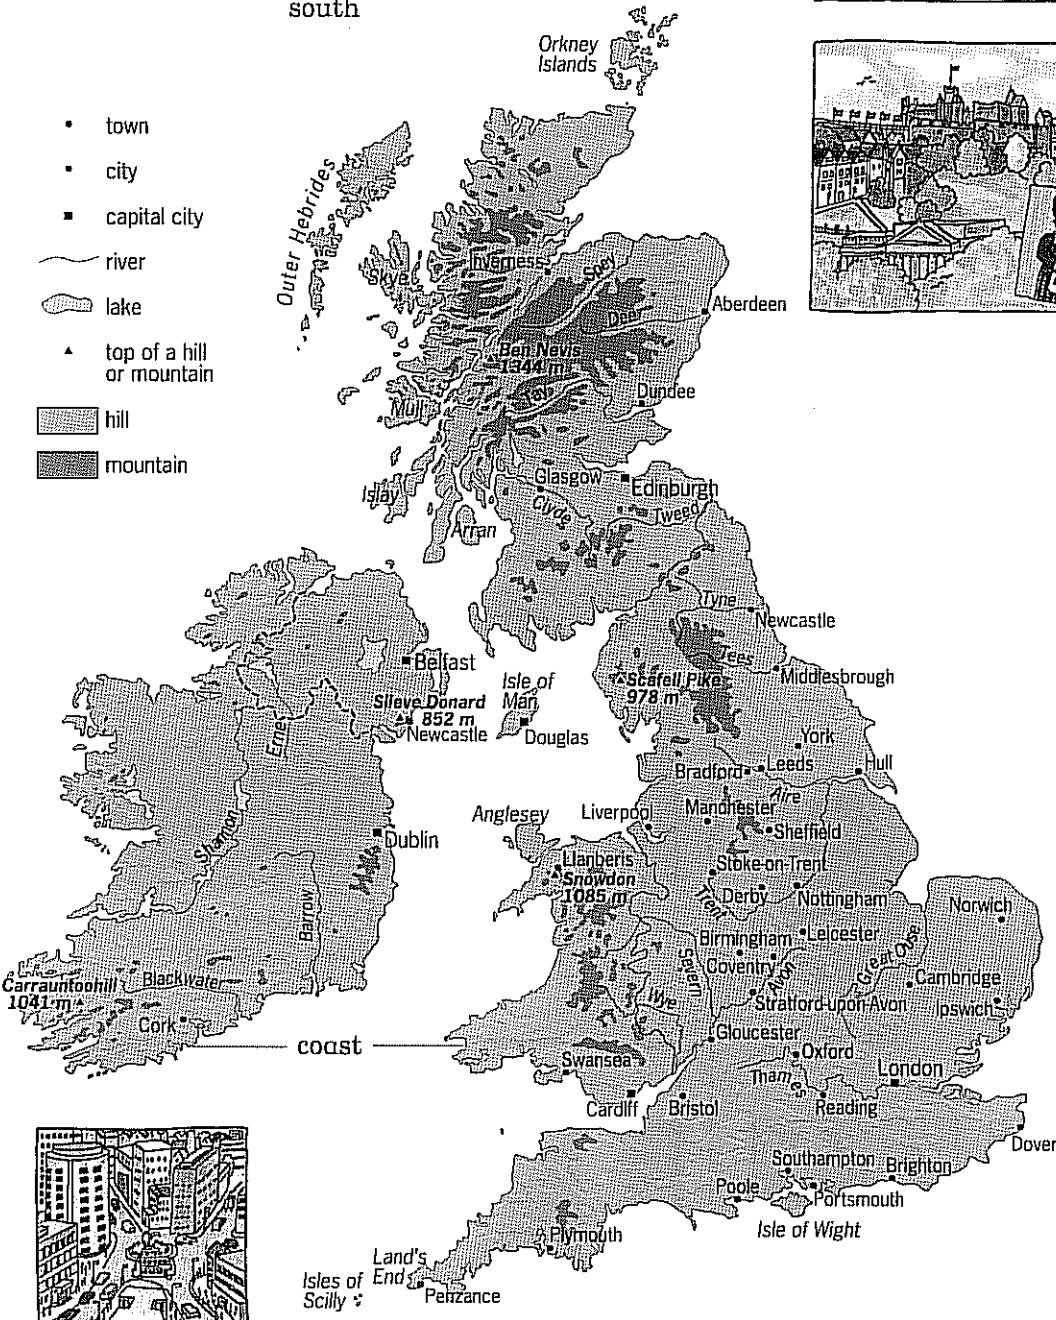 south
Orkney
Islands
town
city
capital city
river
lake
top of a hill
or mountain
hill
mountain
Outer Hebrides
Skye
Inverness
Spey
Dee
Aberdeen
Ben Nevis
1344 m
Tay
Dundee
Mull
Glasgow
Edinburgh
Islay
Clyde
Tweed
Arran
Tyne
Newcastle
Tees
Middlesbrough
Belfast
Scafell Pike
978 m
Isle of
Man
Slieve Donard
852 m
Newcastle
Douglas
Erne
York
Leeds
Bradford
Hull
Aire
Anglesey
Liverpool
Manchester
Sheffield
Shannon
Dublin
Llanberis
Snowdon
1085 m
Stoke-on-Trent
Trent
Derby
Nottingham
Norwich
Barrow
Birmingham
Leicester
Coventry
Severn
Avon
Great Ouse
Cambridge
Carrauntoohill
1041 m
Blackwater
Wye
Stratford-upon-Avon
Ipswich
Cork
Gloucester
coast
Swansea
Oxford
London
Thames
Cardiff
Bristol
Reading
Dover
Southampton
Brighton
Poole
Portsmouth
Isle of Wight
Plymouth
Land's
End
Isles of
Scilly
Penzance